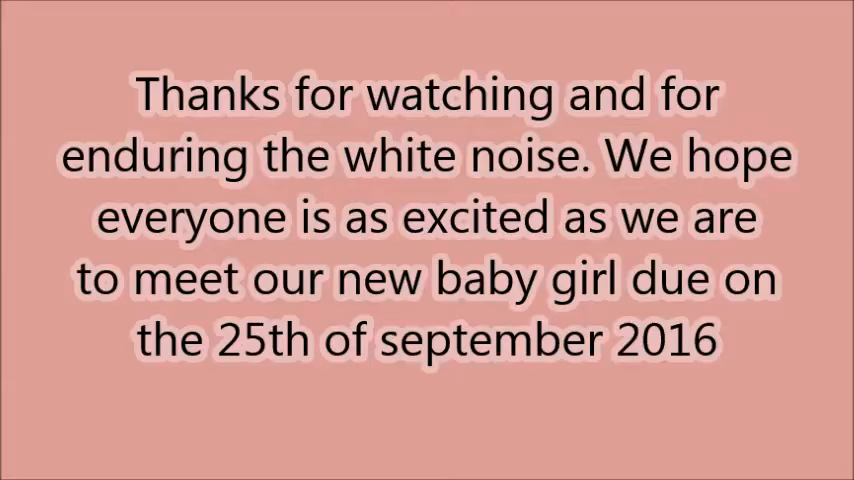 Thanks for watching and for
enduring the white noise. We hope
everyone is as excited as we are
to meet our new baby girl due on
the 25th of september 2016